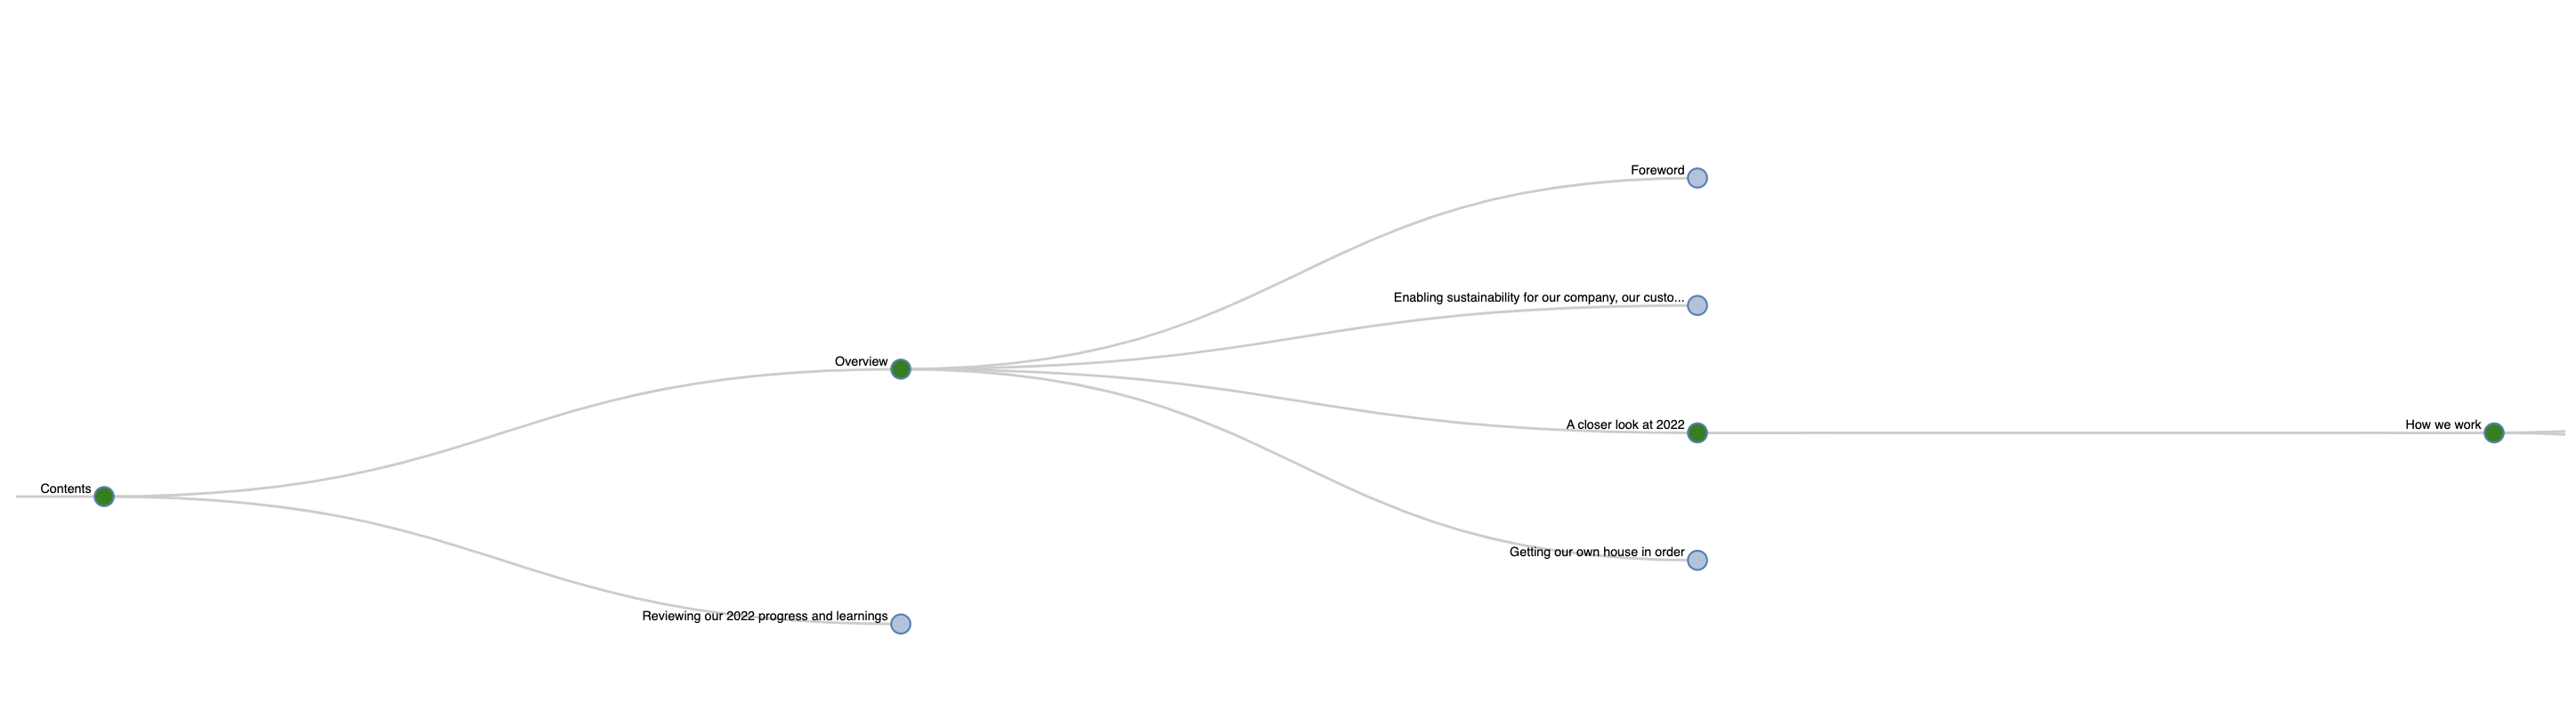 Foreword
Enabling sustainability for our company, our custo...
Overview
A closer look at 2022
How we work
Contents
Getting our own house in order
Reviewing our 2022 progress and learnings